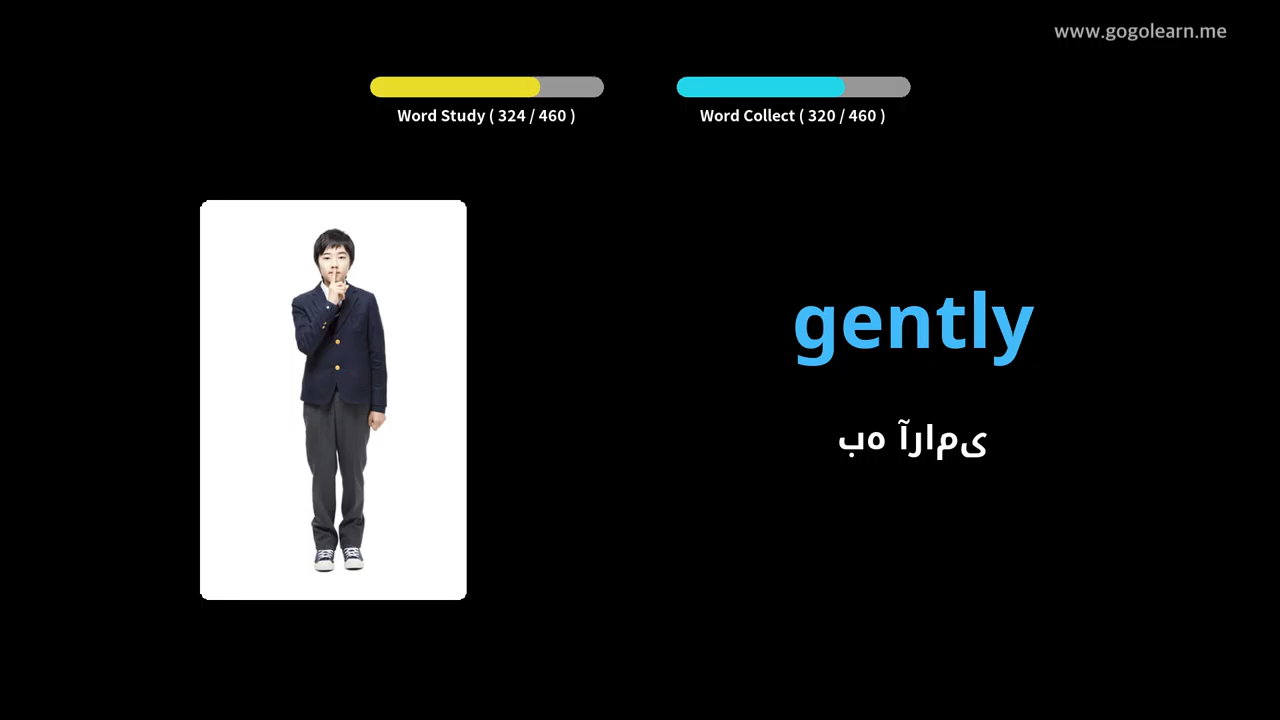 www.gogolearn.me
Word Study ( 324 / 460 )
Word Collect ( 320 / 460 )
gently
به آرامی